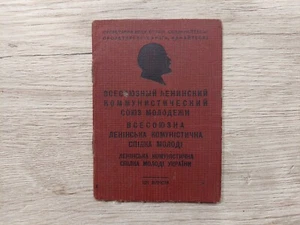 ВСЕСОЮЗНЫЙ ЛЕНИНСКИЙ
КОММУНИСТИЧЕСКИЙ
СОЮЗ МОЛОДЕЖИ
ВСЕСОЮЗНА
ЛЕНІНСЬКА КОМУНІСТИЧНА
СПІЛКА МОЛОДІ
ЛЕНІНСЬКА КОМУНІСТИЧНА
СПІЛКА МОЛОДІ УКРАЇНИ